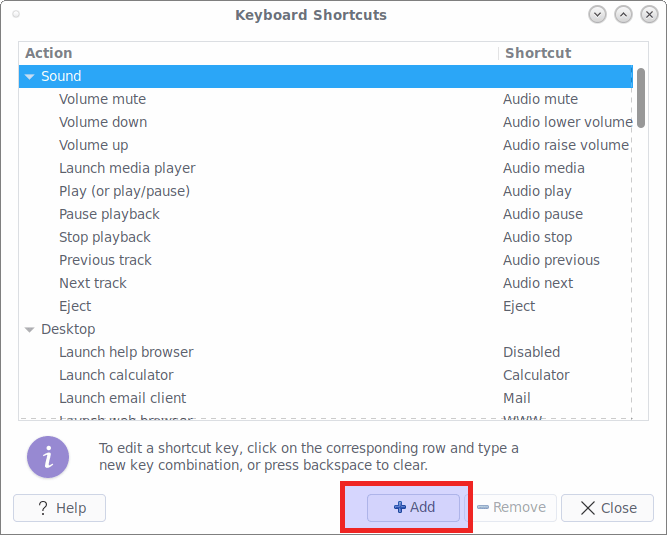 Keyboard Shortcuts
Action Shortcut
Sound
Volume mute Audio mute
Volume down Audio lower volume
Volume up Audio raise volume
Launch media player Audio media
Play (or play/pause) Audio play
Pause playback Audio pause
Stop playback Audio stop
Previous track Audio previous
Next track Audio next
Eject Eject
Desktop
Launch help browser Disabled
Launch calculator Calculator
Launch email client Mail
Launch web browser WWW
To edit a shortcut key, click on the corresponding row and type a
new key combination, or press backspace to clear.
? Help Add Remove Close